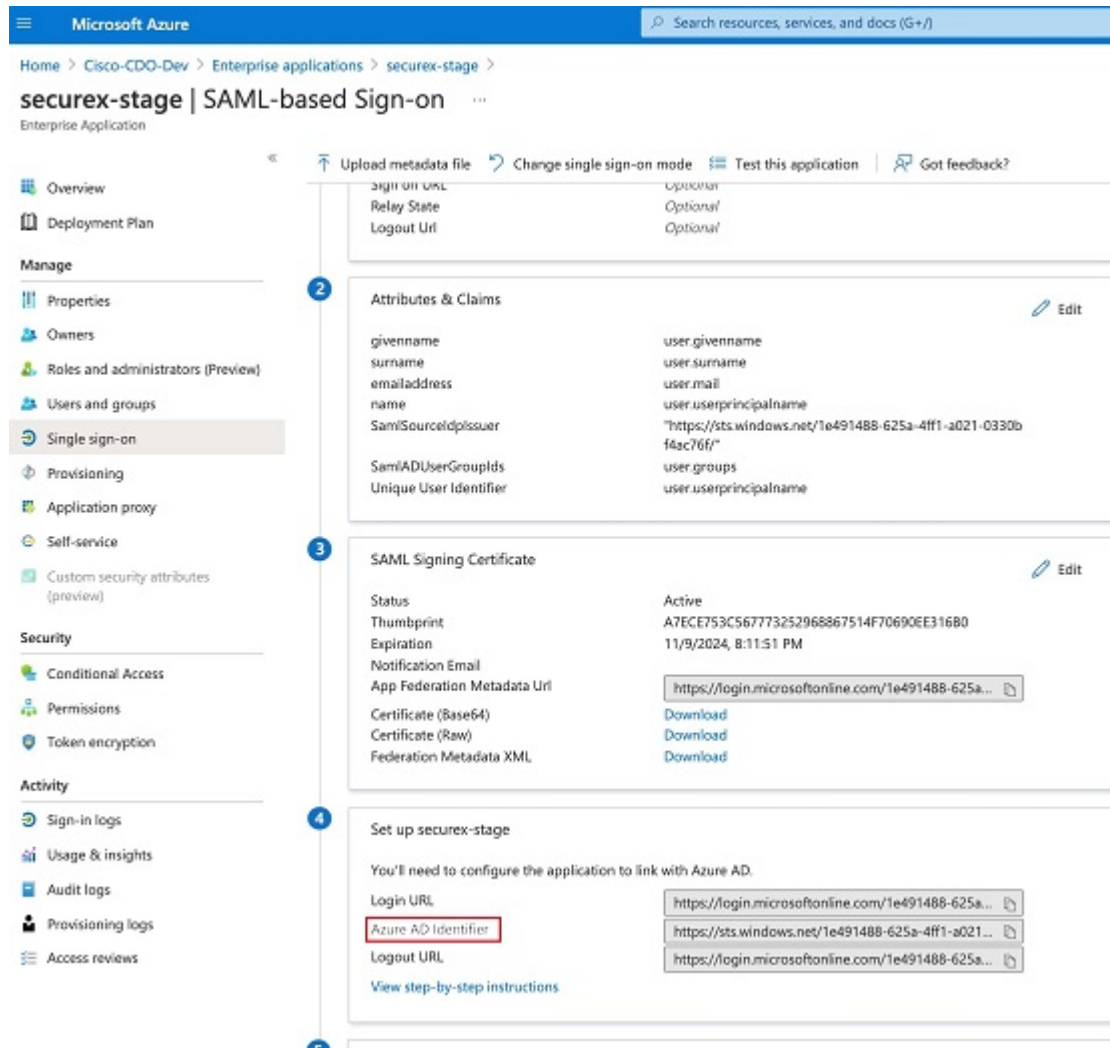 Microsoft Azure
Search resources, services, and docs (G+/)
Home > Cisco-CDO-Dev > Enterprise applications > securex-stage >
securex-stage | SAML-based Sign-on ...
Enterprise Application
«
Upload metadata file
Change single sign-on mode
Test this application
Got feedback?
Overview
Deployment Plan
Manage
Properties
Owners
Roles and administrators (Preview)
Users and groups
Single sign-on
Provisioning
Application proxy
Self-service
Custom security attributes
(preview)
Security
Conditional Access
Permissions
Token encryption
Activity
Sign-in logs
Usage & insights
Audit logs
Provisioning logs
Access reviews
Sign on URL Optional
Relay State Optional
Logout Url Optional
2
Attributes & Claims
Edit
givenname user.givenname
surname user.surname
emailaddress user.mail
name user.userprincipalname
SamlSourceIdpIssuer "https://sts.windows.net/1e491488-625a-4ff1-a021-0330b
f4ac76f/"
SamlADUserGroupIds user.groups
Unique User Identifier user.userprincipalname
3
SAML Signing Certificate
Edit
Status Active
Thumbprint A7ECE753C567773252968867514F70690EE316B0
Expiration 11/9/2024, 8:11:51 PM
Notification Email
App Federation Metadata Url https://login.microsoftonline.com/1e491488-625a...
Certificate (Base64) Download
Certificate (Raw) Download
Federation Metadata XML Download
4
Set up securex-stage
You'll need to configure the application to link with Azure AD.
Login URL https://login.microsoftonline.com/1e491488-625a...
Azure AD Identifier https://sts.windows.net/1e491488-625a-4ff1-a021...
Logout URL https://login.microsoftonline.com/1e491488-625a...
View step-by-step instructions
5